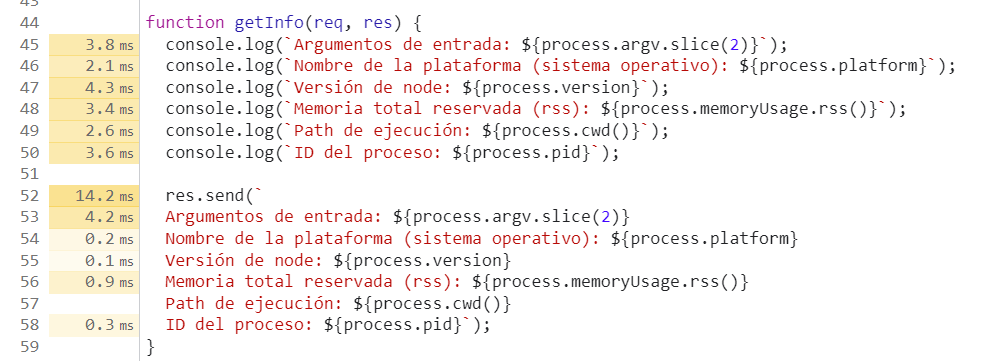 43
44 function getInfo(req, res) {
45 3.8 ms console.log(`Argumentos de entrada: ${process.argv.slice(2)}`);
46 2.1 ms console.log(`Nombre de la plataforma (sistema operativo): ${process.platform}`);
47 4.3 ms console.log(`Versión de node: ${process.version}`);
48 3.4 ms console.log(`Memoria total reservada (rss): ${process.memoryUsage.rss()}`);
49 2.6 ms console.log(`Path de ejecución: ${process.cwd()}`);
50 3.6 ms console.log(`ID del proceso: ${process.pid}`);
51
52 14.2 ms res.send(`
53 4.2 ms Argumentos de entrada: ${process.argv.slice(2)}
54 0.2 ms Nombre de la plataforma (sistema operativo): ${process.platform}
55 0.1 ms Versión de node: ${process.version}
56 0.9 ms Memoria total reservada (rss): ${process.memoryUsage.rss()}
57 Path de ejecución: ${process.cwd()}
58 0.3 ms ID del proceso: ${process.pid}`);
59 }